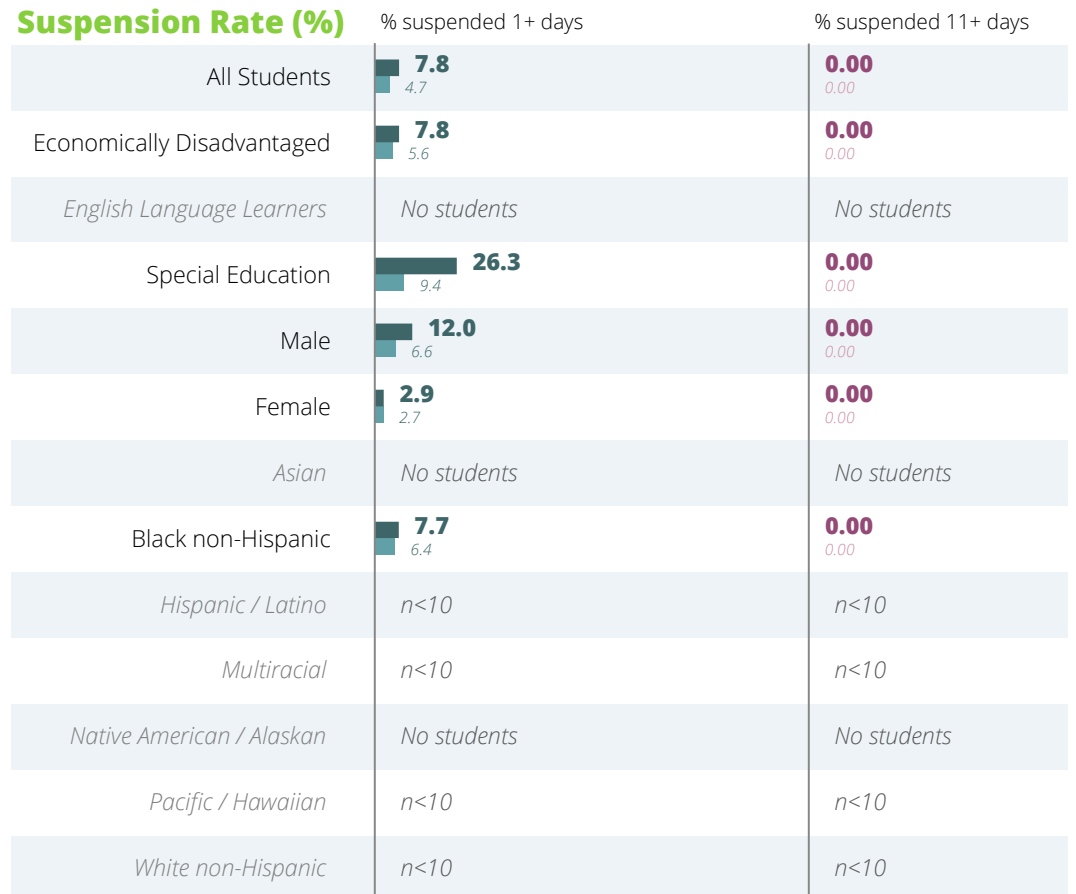 Suspension Rate (%) % suspended 1+ days % suspended 11+ days
All Students 7.8 0.00
4.7 0.00
Economically Disadvantaged 7.8 0.00
5.6 0.00
English Language Learners No students No students
Special Education 26.3 0.00
9.4 0.00
Male 12.0 0.00
6.6 0.00
Female 2.9 0.00
2.7 0.00
Asian No students No students
Black non-Hispanic 7.7 0.00
6.4 0.00
Hispanic / Latino n<10 n<10
Multiracial n<10 n<10
Native American / Alaskan No students No students
Pacific / Hawaiian n<10 n<10
White non-Hispanic n<10 n<10